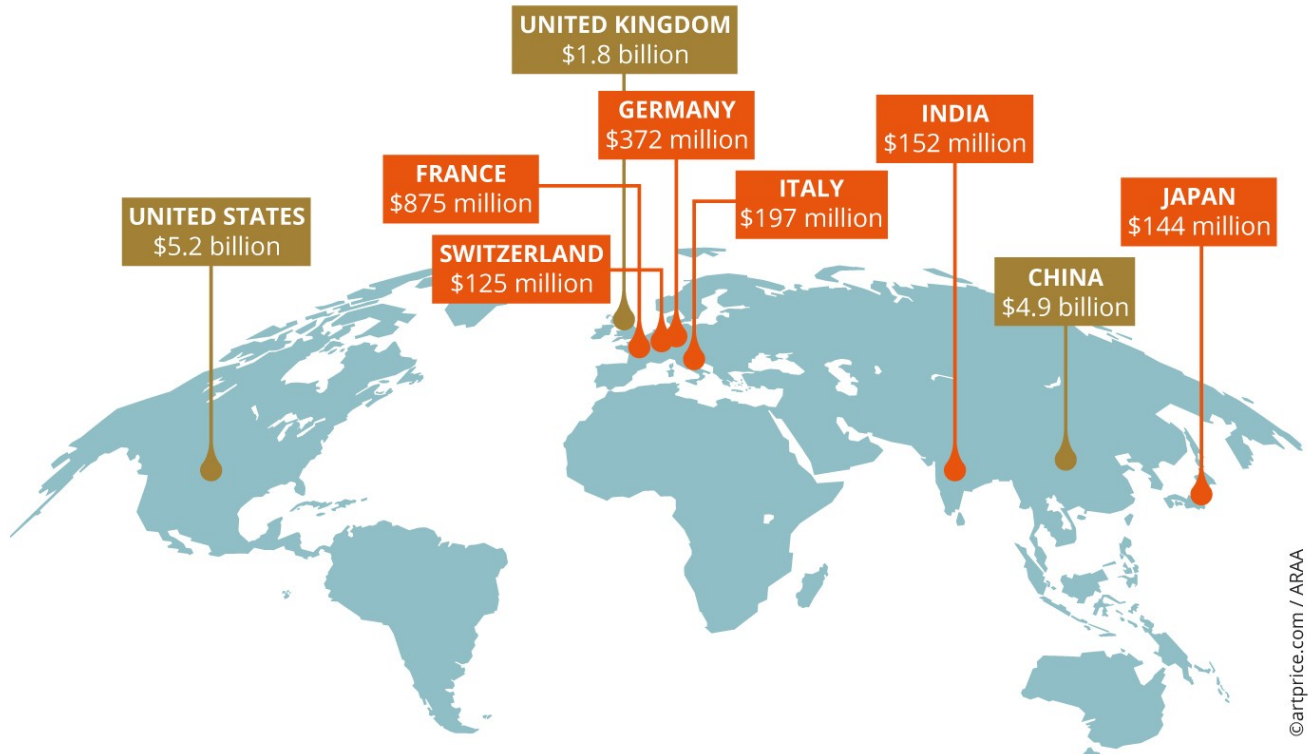 UNITED KINGDOM
$1.8 billion
GERMANY
$372 million
INDIA
$152 million
FRANCE
$875 million
ITALY
$197 million
JAPAN
$144 million
UNITED STATES
$5.2 billion
SWITZERLAND
$125 million
CHINA
$4.9 billion
©artprice.com / ARAA